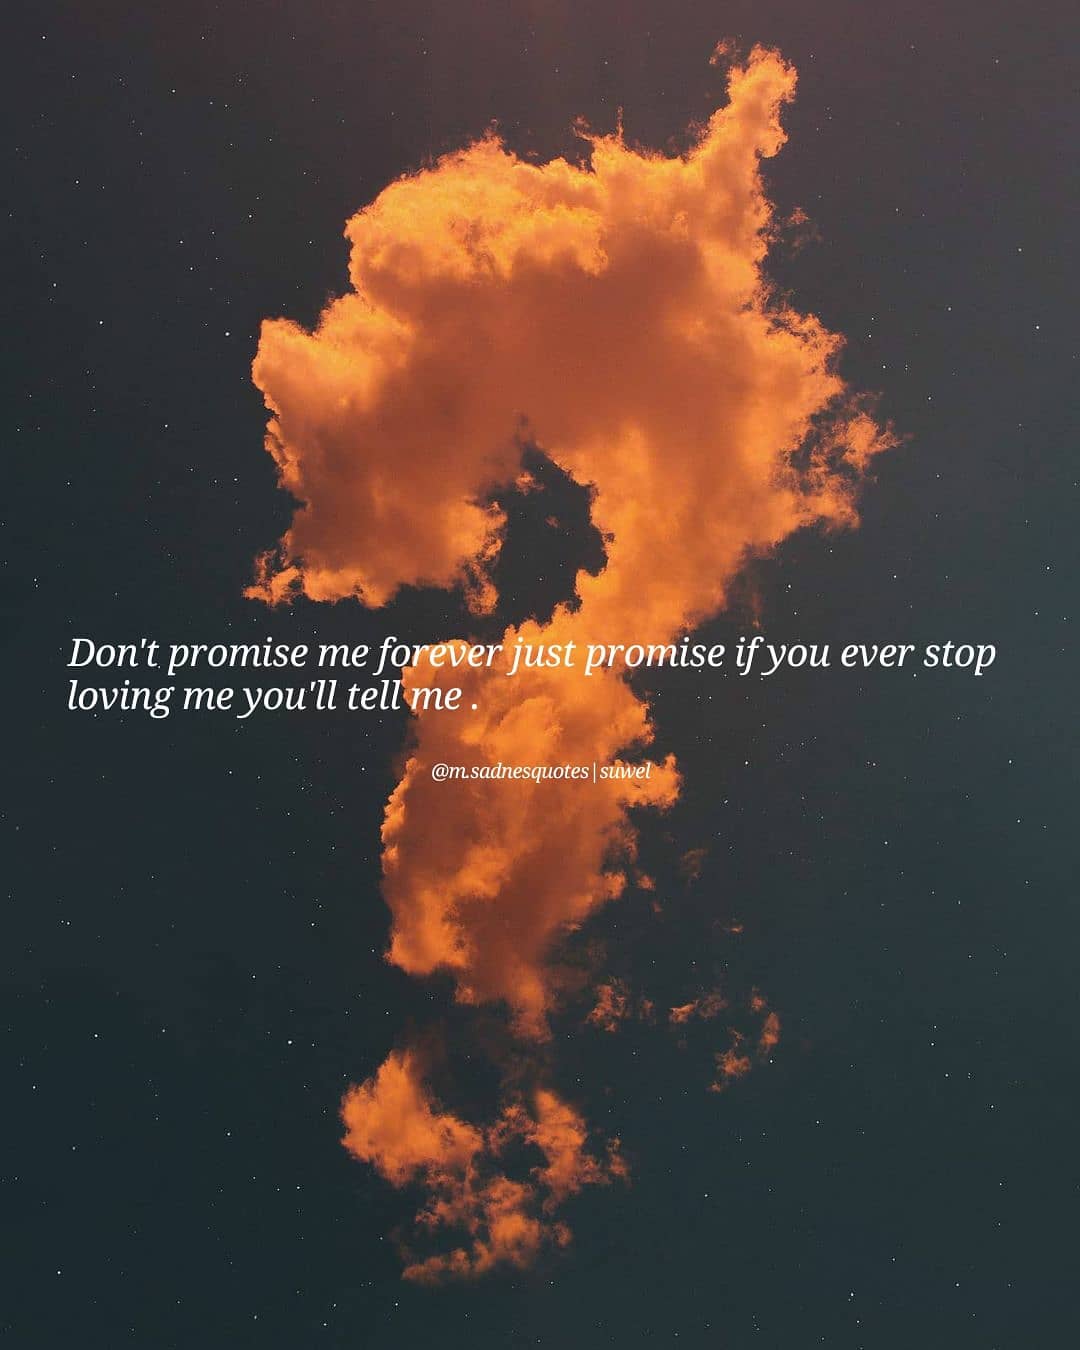 Don't promise me forever just promise if you ever stop
loving me you'll tell me .
@m.sadnesquotes|suwel